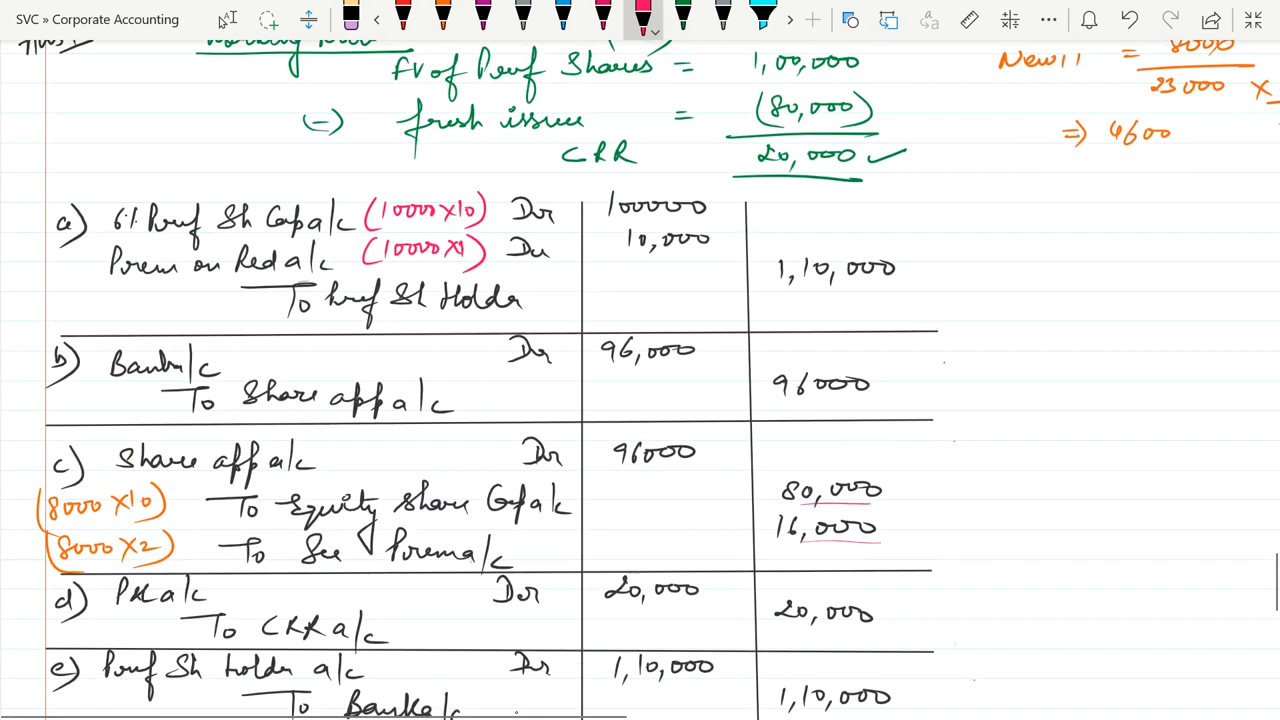 SVC » Corporate Accounting
FV of Pref Shares = 1,00,000
(-) fresh issue = (80,000)
CRR 20,000 ✓
New 11 = 8000 / 23000 X
=> 4600
a) 6% Pref Sh Cap a/c (10000×10) Dr 100000
Prem on Red a/c (10000×1) Dr 10,000
To Pref Sh Holder 1,10,000
b) Bank a/c Dr 96,000
To Share app a/c 96000
c) Share app a/c Dr 96000
(8000×10) To Equity Share Cap a/c 80,000
(8000×2) To Sec Prem a/c 16,000
d) P&L a/c Dr 20,000
To CRR a/c 20,000
e) Pref Sh Holder a/c Dr 1,10,000
To Bank a/c 1,10,000